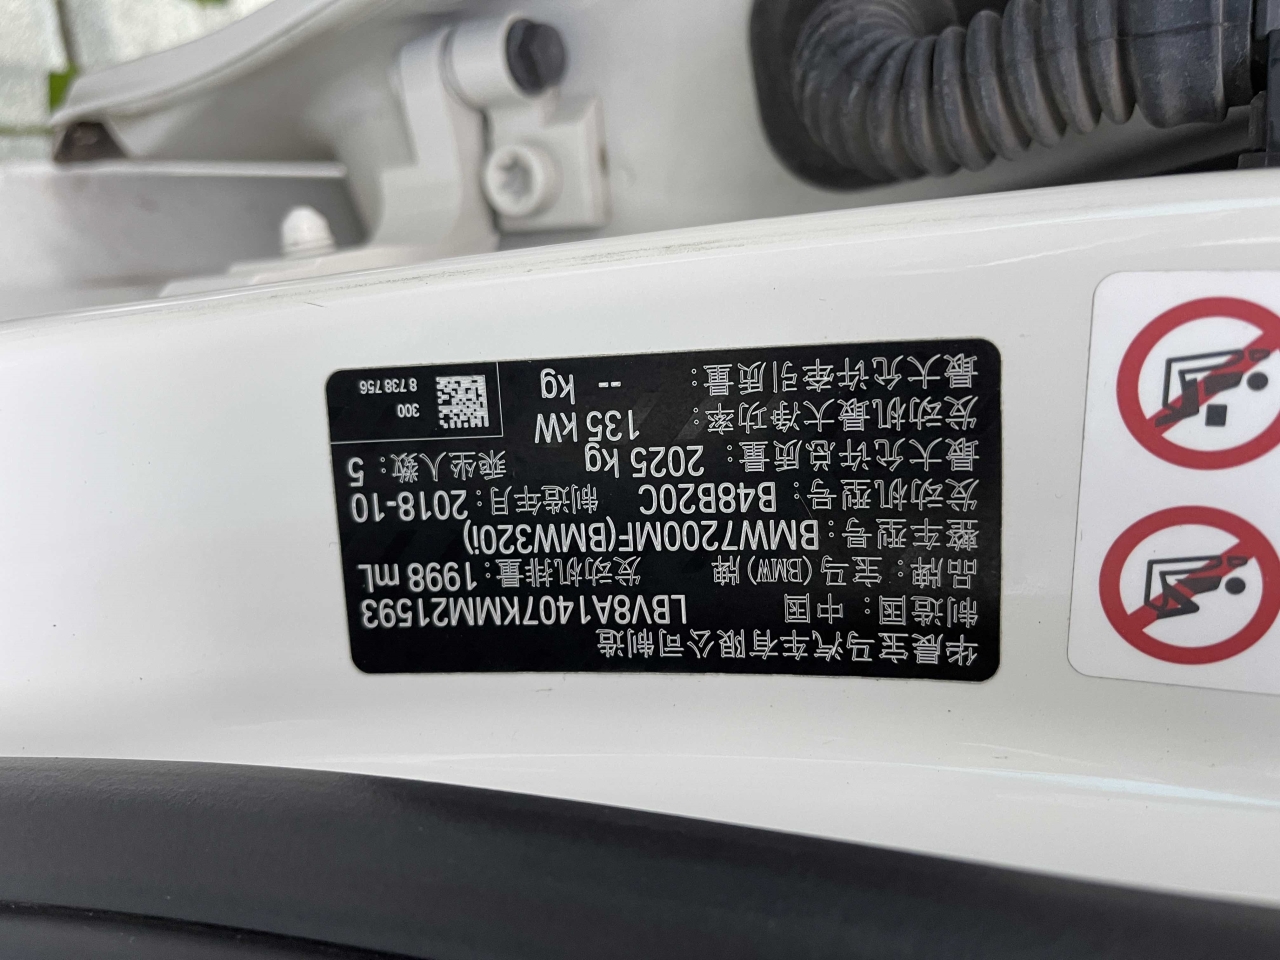 华晨宝马汽车有限公司制造
制造国：中国 LBV8A1407KMM21593
品牌：宝马(BMW)牌 发动机排量：1998 mL
整车型号：BMW7200MF(BMW320i)
发动机型号：B48B20C 制造年月：2018-10
最大允许总质量：2025 kg 乘坐人数：5
发动机最大净功率：135 kW
最大允许牵引质量：-- kg
300
8 738 756